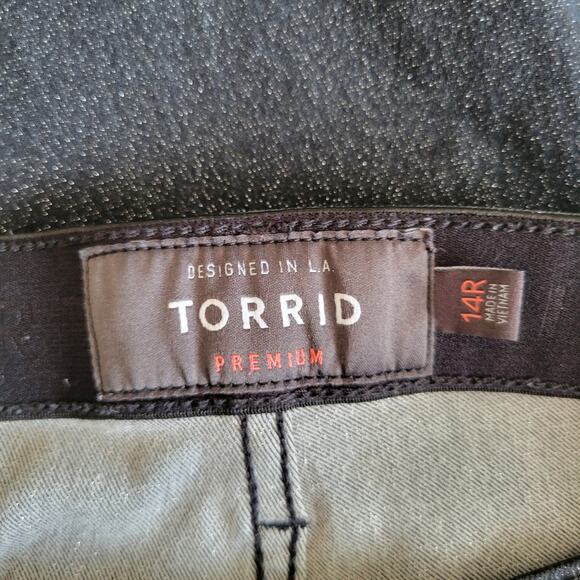 DESIGNED IN L.A.
TORRID
PREMIUM
14R
MADE IN
VIETNAM